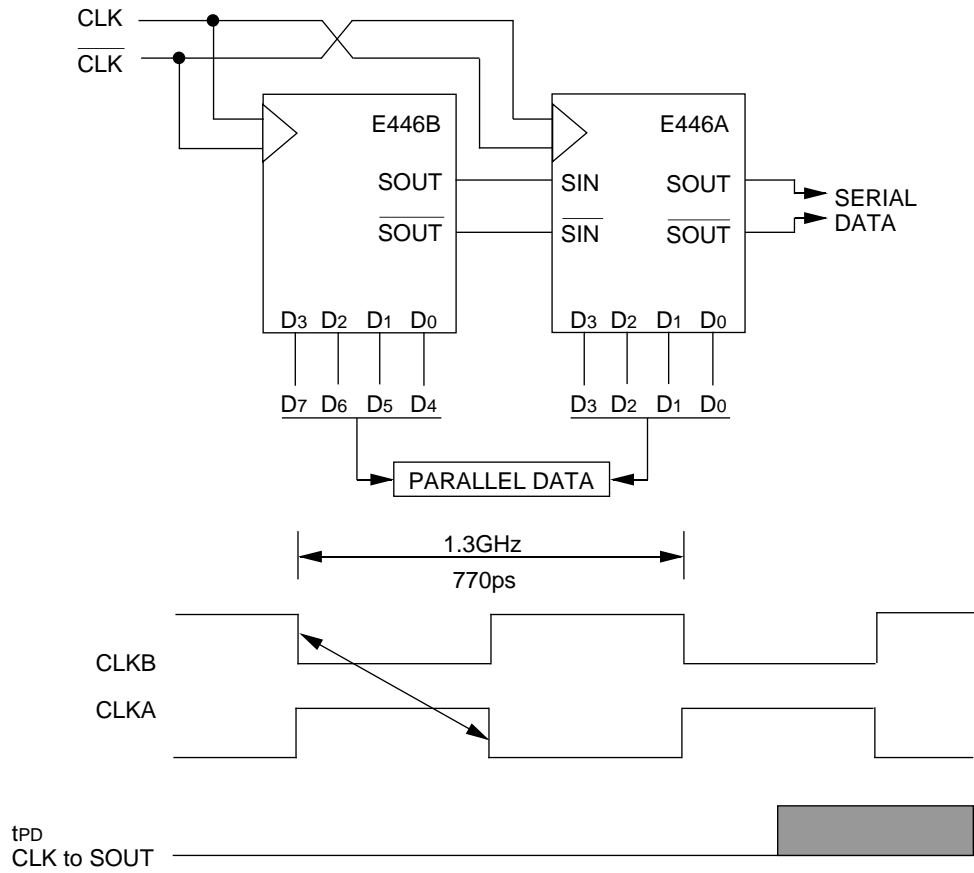 CLK
CLK
E446B
E446A
SOUT
SIN
SOUT
SERIAL
DATA
SOUT
SIN
SOUT
D3 D2 D1 D0
D3 D2 D1 D0
D7 D6 D5 D4
D3 D2 D1 D0
PARALLEL DATA
1.3GHz
770ps
CLKB
CLKA
tPD
CLK to SOUT